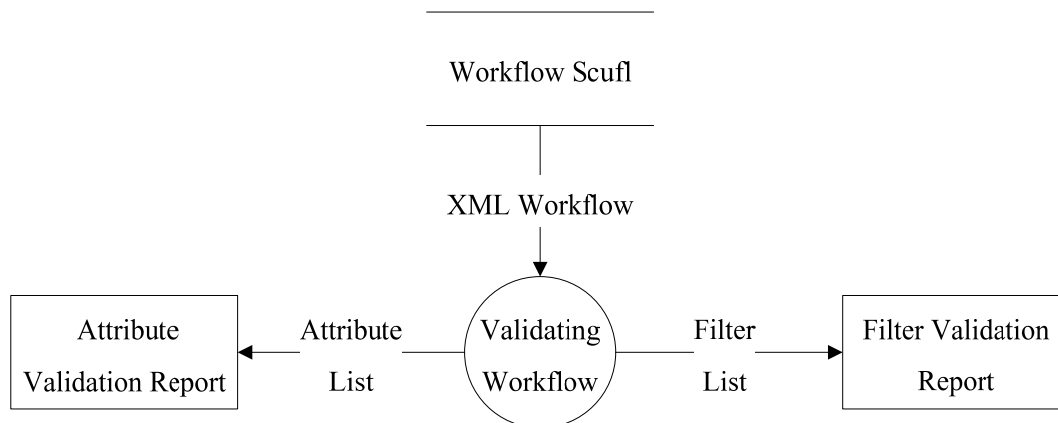 Workflow Scufl
XML Workflow
Attribute
Validation Report
Attribute
List
Validating
Workflow
Filter
List
Filter Validation
Report